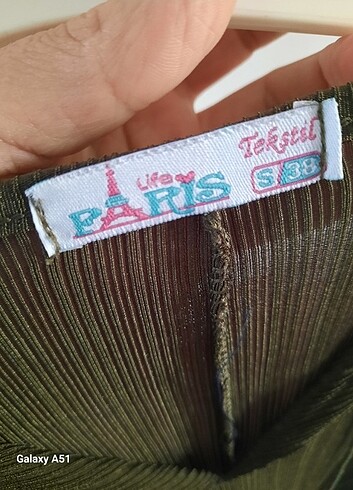 Life
PARIS
Tekstil
S/38
Galaxy A51